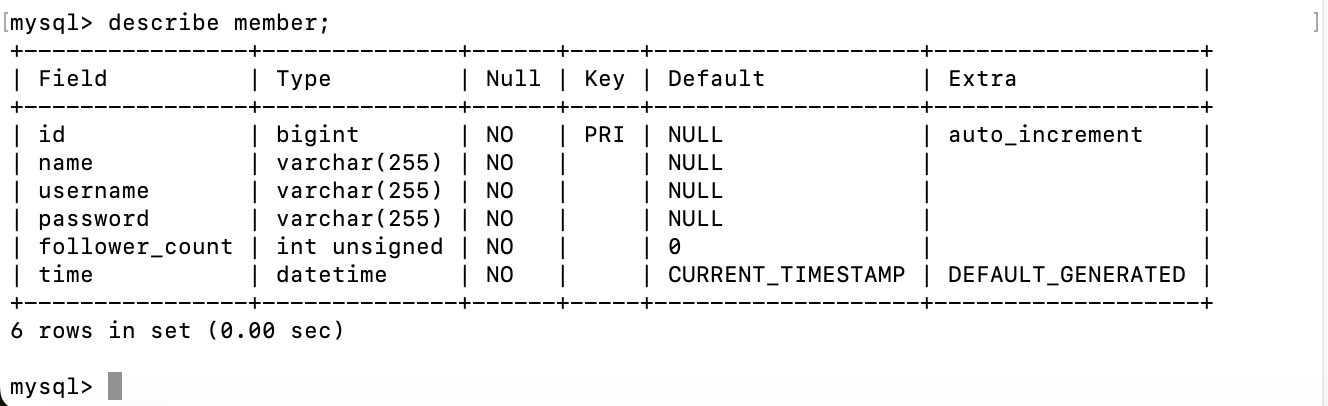 [mysql> describe member; ]
+-----------------+--------------+------+-----+-------------------+-------------------+
| Field           | Type         | Null | Key | Default           | Extra             |
+-----------------+--------------+------+-----+-------------------+-------------------+
| id              | bigint       | NO   | PRI | NULL              | auto_increment    |
| name            | varchar(255) | NO   |     | NULL              |                   |
| username        | varchar(255) | NO   |     | NULL              |                   |
| password        | varchar(255) | NO   |     | NULL              |                   |
| follower_count  | int unsigned | NO   |     | 0                 |                   |
| time            | datetime     | NO   |     | CURRENT_TIMESTAMP | DEFAULT_GENERATED |
+-----------------+--------------+------+-----+-------------------+-------------------+
6 rows in set (0.00 sec)
mysql>